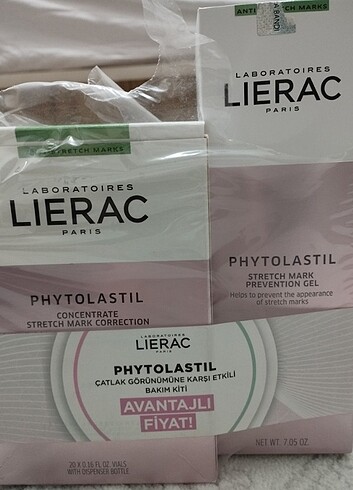 STRETCH MARKS
LABORATOIRES
LIERAC
PARIS
PHYTOLASTIL
CONCENTRATE
STRETCH MARK CORRECTION
20 X 0.16 FL. OZ. VIALS
WITH DISPENSER BOTTLE
MARKS
LABORATOIRES
LIERAC
PARIS
PHYTOLASTIL
STRETCH MARK
PREVENTION GEL
Helps to prevent the appearance
of stretch marks
NET WT. 7.05 OZ.
LABORATOIRES
LIERAC
PARIS
PHYTOLASTIL
ÇATLAK GÖRÜNÜMÜNE KARŞI ETKİLİ
BAKIM KİTİ
AVANTAJLI
FİYAT!